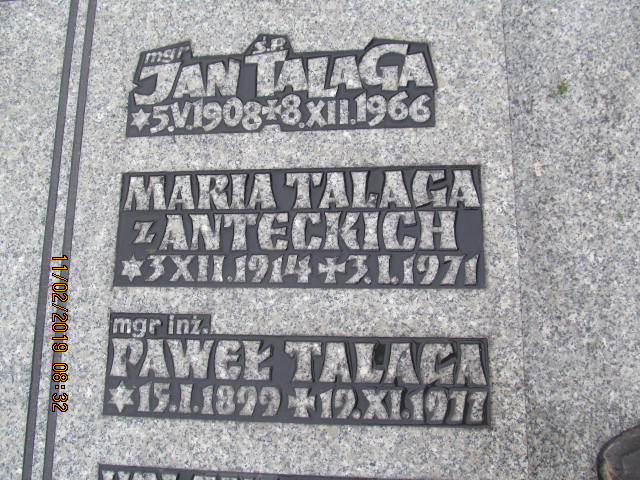 mgr Ś.P.
JAN TALAGA
✶5.V.1908 ✝8.XII.1966
MARIA TALAGA
z ANTECKICH
✶3 XII.1914 ✝3.I.1971
mgr inż.
PAWEŁ TALAGA
✶15.I.1899 ✝19.XI.1977
11/02/2019 08:32